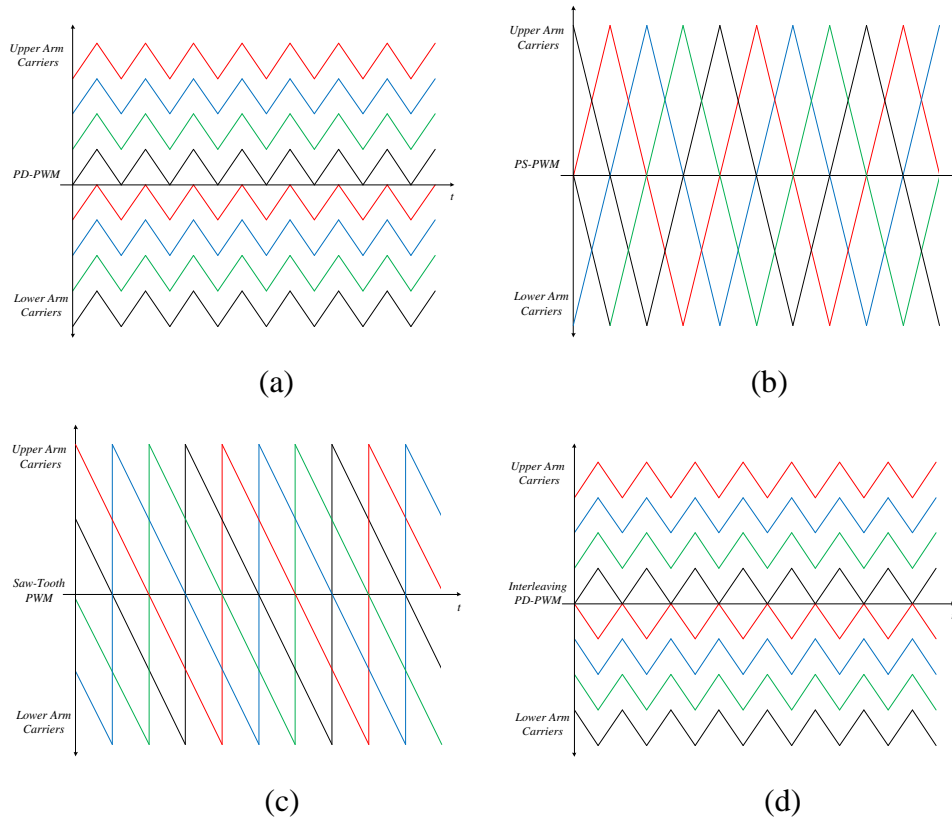 Upper Arm
Carriers
PD-PWM
t
Lower Arm
Carriers
(a)
Upper Arm
Carriers
PS-PWM
Lower Arm
Carriers
(b)
Upper Arm
Carriers
Saw-Tooth
PWM
t
Lower Arm
Carriers
(c)
Upper Arm
Carriers
Interleaving
PD-PWM
Lower Arm
Carriers
(d)